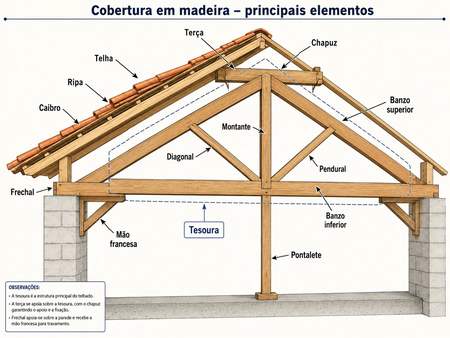 Cobertura em madeira – principais elementos
Terça
Chapuz
Telha
Ripa
Caibro
Banzo
superior
Montante
Diagonal
Pendural
Frechal
Mão
francesa
Tesoura
Banzo
inferior
Pontalete
OBSERVAÇÕES:
• A tesoura é a estrutura principal do telhado.
• A terça se apoia sobre a tesoura, com o chapuz
garantindo o apoio e a fixação.
• Frechal apoia-se sobre a parede e recebe a
mão francesa para travamento.